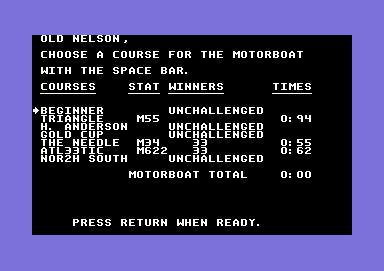 OLD NELSON,
CHOOSE A COURSE FOR THE MOTORBOAT
WITH THE SPACE BAR.
COURSES STAT WINNERS TIMES
BEGINNER UNCHALLENGED
TRIANGLE M55 0:94
H. ANDERSON UNCHALLENGED
GOLD CUP UNCHALLENGED
THE NEEDLE M34 33 0:55
ATL33TIC M622 33 0:62
NOR2H SOUTH UNCHALLENGED
MOTORBOAT TOTAL 0:00
PRESS RETURN WHEN READY.